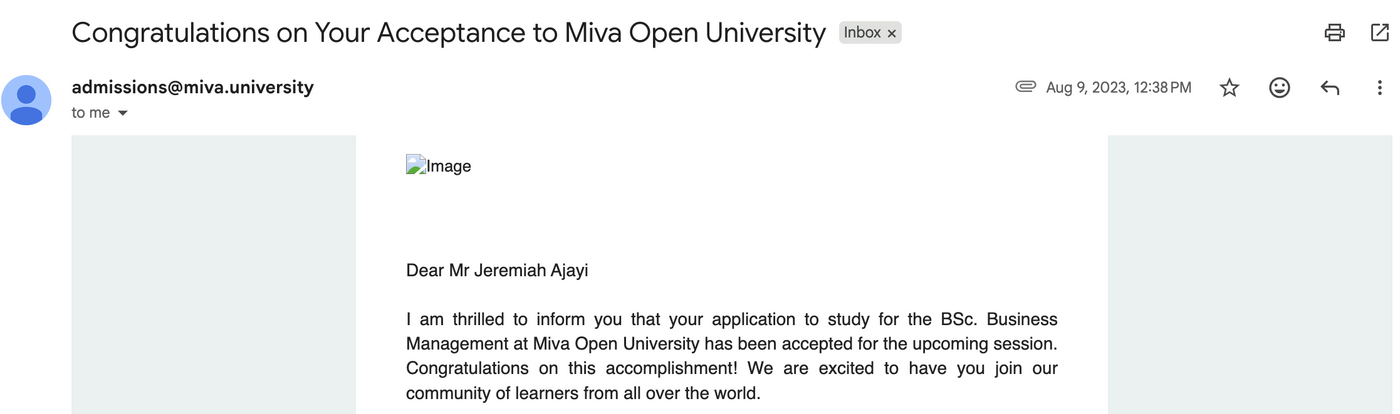 Congratulations on Your Acceptance to Miva Open University Inbox ×
admissions@miva.university Aug 9, 2023, 12:38 PM
to me
Image
Dear Mr Jeremiah Ajayi
I am thrilled to inform you that your application to study for the BSc. Business
Management at Miva Open University has been accepted for the upcoming session.
Congratulations on this accomplishment! We are excited to have you join our
community of learners from all over the world.